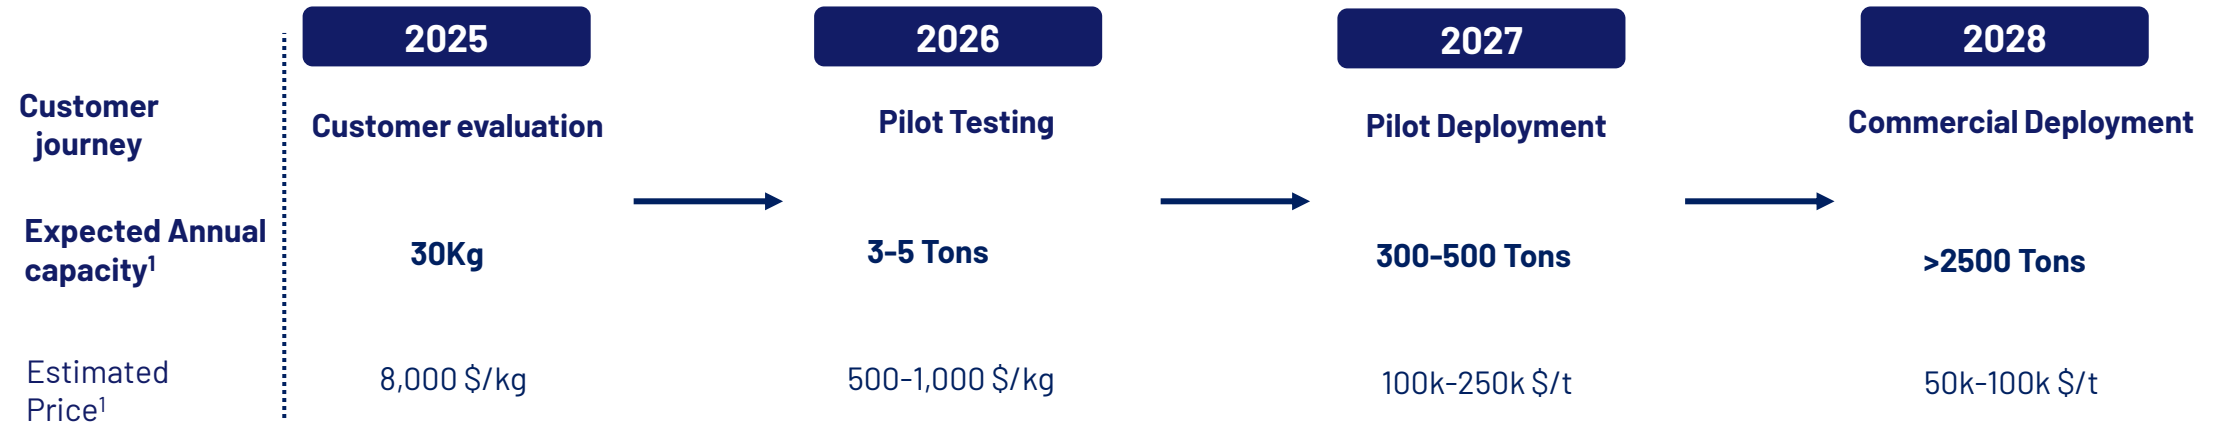 2025 2026 2027 2028
Customer
journey
Customer evaluation Pilot Testing Pilot Deployment Commercial Deployment
Expected Annual
capacity¹
30Kg 3-5 Tons 300-500 Tons >2500 Tons
Estimated
Price¹
8,000 $/kg 500-1,000 $/kg 100k-250k $/t 50k-100k $/t